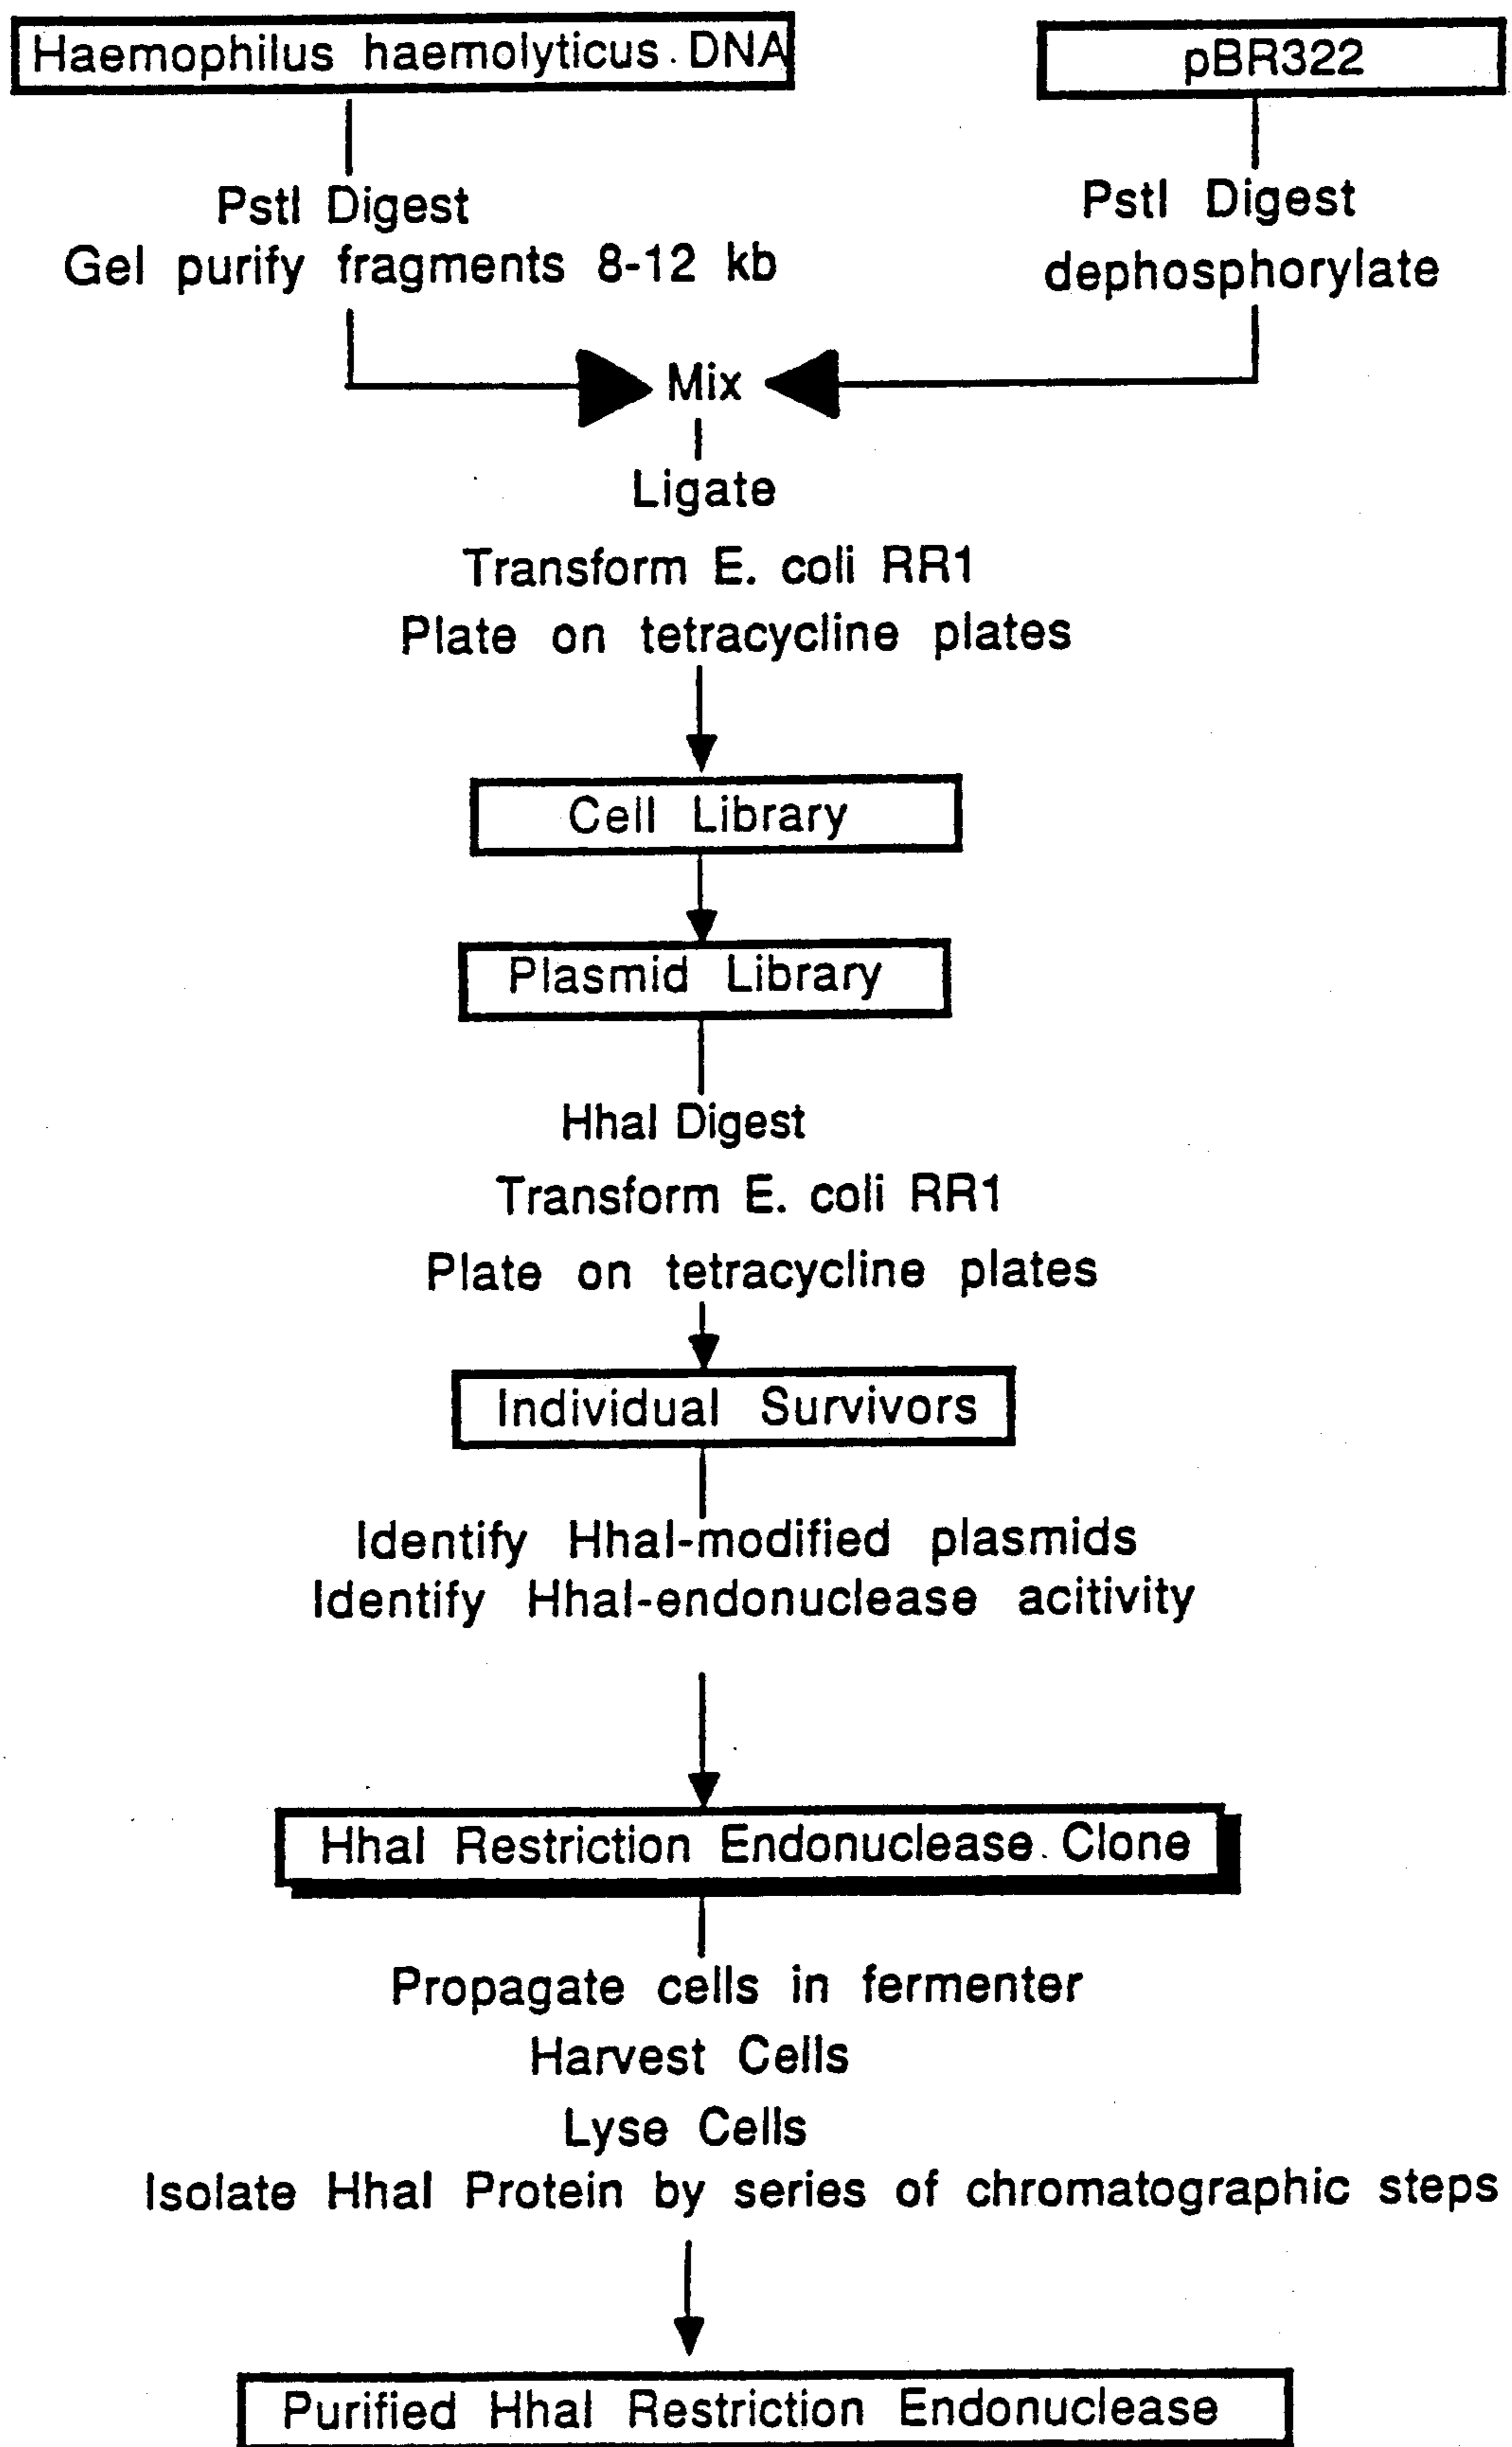 Haemophilus haemolyticus DNA
pBR322
PstI Digest
Gel purify fragments 8-12 kb
PstI Digest
dephosphorylate
Mix
Ligate
Transform E. coli RR1
Plate on tetracycline plates
Cell Library
Plasmid Library
HhaI Digest
Transform E. coli RR1
Plate on tetracycline plates
Individual Survivors
Identify HhaI-modified plasmids
Identify HhaI-endonuclease acitivity
HhaI Restriction Endonuclease Clone
Propagate cells in fermenter
Harvest Cells
Lyse Cells
Isolate HhaI Protein by series of chromatographic steps
Purified HhaI Restriction Endonuclease